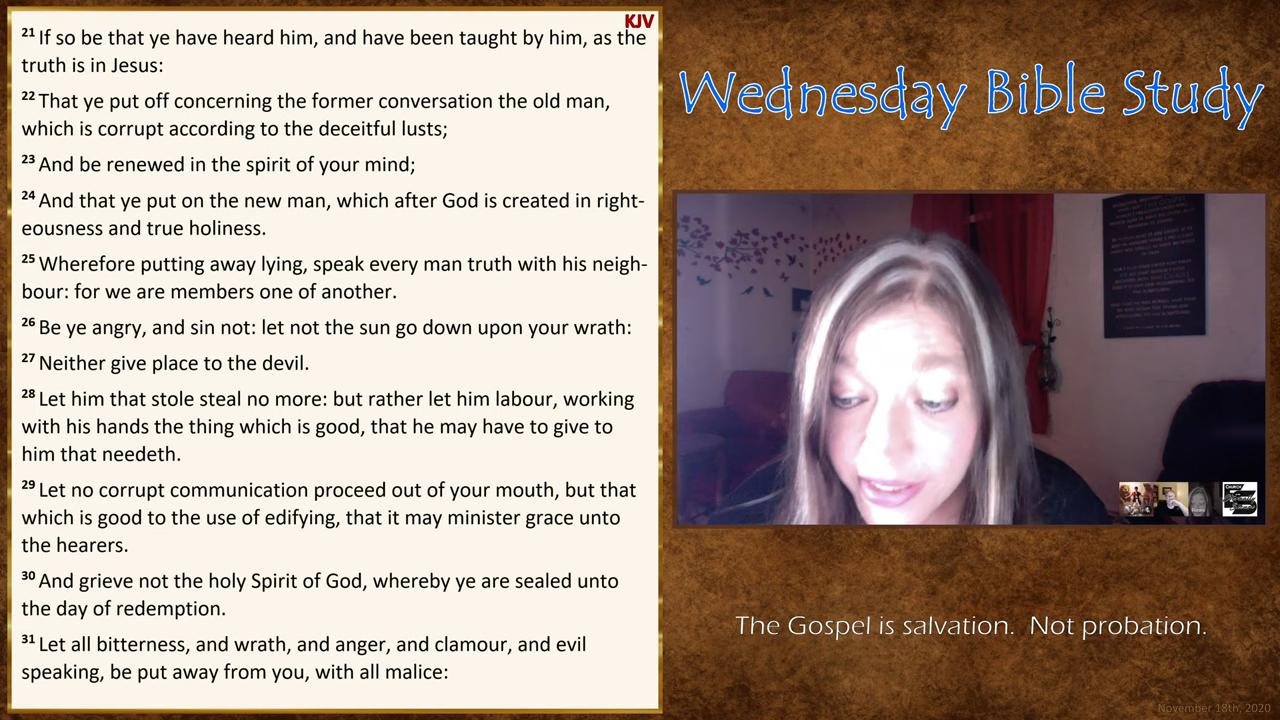 KJV
21 If so be that ye have heard him, and have been taught by him, as the
truth is in Jesus:
22 That ye put off concerning the former conversation the old man,
which is corrupt according to the deceitful lusts;
23 And be renewed in the spirit of your mind;
24 And that ye put on the new man, which after God is created in right-
eousness and true holiness.
25 Wherefore putting away lying, speak every man truth with his neigh-
bour: for we are members one of another.
26 Be ye angry, and sin not: let not the sun go down upon your wrath:
27 Neither give place to the devil.
28 Let him that stole steal no more: but rather let him labour, working
with his hands the thing which is good, that he may have to give to
him that needeth.
29 Let no corrupt communication proceed out of your mouth, but that
which is good to the use of edifying, that it may minister grace unto
the hearers.
30 And grieve not the holy Spirit of God, whereby ye are sealed unto
the day of redemption.
31 Let all bitterness, and wrath, and anger, and clamour, and evil
speaking, be put away from you, with all malice:
Wednesday Bible Study
CHURCH
The Gospel is salvation. Not probation.
November 18th, 2020